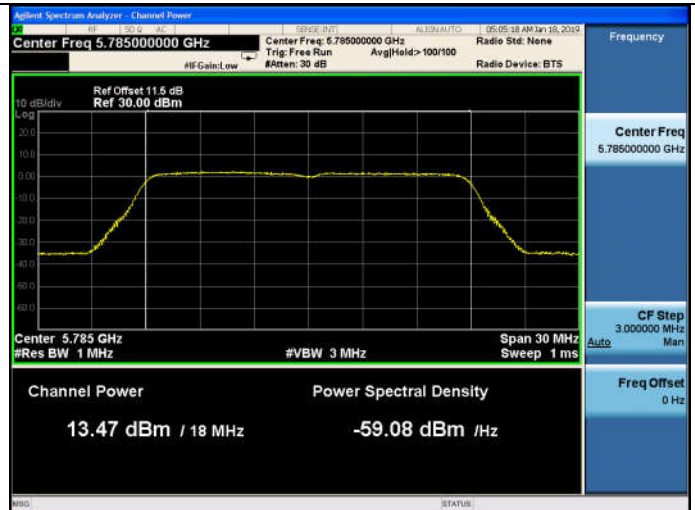 Agilent Spectrum Analyzer - Channel Power
RF 50 Ω AC SENSE:INT ALIGN AUTO 05:05:18 AM Jan 18, 2019
Center Freq 5.785000000 GHz
Center Freq: 5.785000000 GHz
Radio Std: None
Trig: Free Run Avg|Hold:>100/100
#IFGain:Low #Atten: 30 dB Radio Device: BTS
Frequency
Ref Offset 11.5 dB
10 dB/div Ref 30.00 dBm
Log
20.0
10.0
0.00
-10.0
-20.0
-30.0
-40.0
-50.0
-60.0
Center 5.785 GHz Span 30 MHz
#Res BW 1 MHz #VBW 3 MHz Sweep 1 ms
Channel Power Power Spectral Density
13.47 dBm / 18 MHz -59.08 dBm /Hz
Center Freq
5.785000000 GHz
CF Step
3.000000 MHz
Auto Man
Freq Offset
0 Hz
MSG STATUS